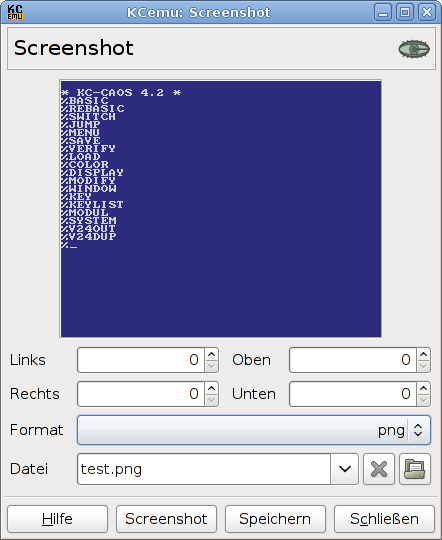 KC
EMU
KCemu: Screenshot
Screenshot
* KC-CAOS 4.2 *
%BASIC
%REBASIC
%SWITCH
%JUMP
%MENU
%SAVE
%VERIFY
%LOAD
%COLOR
%DISPLAY
%MODIFY
%WINDOW
%KEY
%KEYLIST
%MODUL
%SYSTEM
%V24OUT
%V24DUP
%_
Links 0 Oben 0
Rechts 0 Unten 0
Format png
Datei test.png
Hilfe Screenshot Speichern Schließen